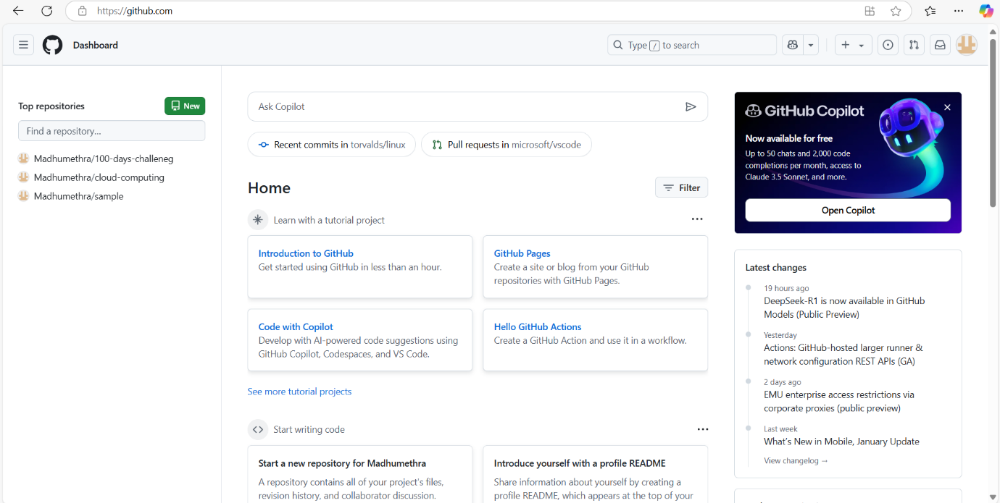 https://github.com
Dashboard
Type / to search
Top repositories
New
Find a repository...
Madhumethra/100-days-challeneg
Madhumethra/cloud-computing
Madhumethra/sample
Ask Copilot
Recent commits in torvalds/linux
Pull requests in microsoft/vscode
Home
Filter
Learn with a tutorial project
Introduction to GitHub
Get started using GitHub in less than an hour.
GitHub Pages
Create a site or blog from your GitHub
repositories with GitHub Pages.
Code with Copilot
Develop with AI-powered code suggestions using
GitHub Copilot, Codespaces, and VS Code.
Hello GitHub Actions
Create a GitHub Action and use it in a workflow.
See more tutorial projects
Start writing code
Start a new repository for Madhumethra
A repository contains all of your project's files,
revision history, and collaborator discussion.
Introduce yourself with a profile README
Share information about yourself by creating a
profile README, which appears at the top of your
GitHub Copilot
Now available for free
Up to 50 chats and 2,000 code
completions per month, access to
Claude 3.5 Sonnet, and more.
Open Copilot
Latest changes
19 hours ago
DeepSeek-R1 is now available in GitHub
Models (Public Preview)
Yesterday
Actions: GitHub-hosted larger runner &
network configuration REST APIs (GA)
2 days ago
EMU enterprise access restrictions via
corporate proxies (public preview)
Last week
What's New in Mobile, January Update
View changelog →